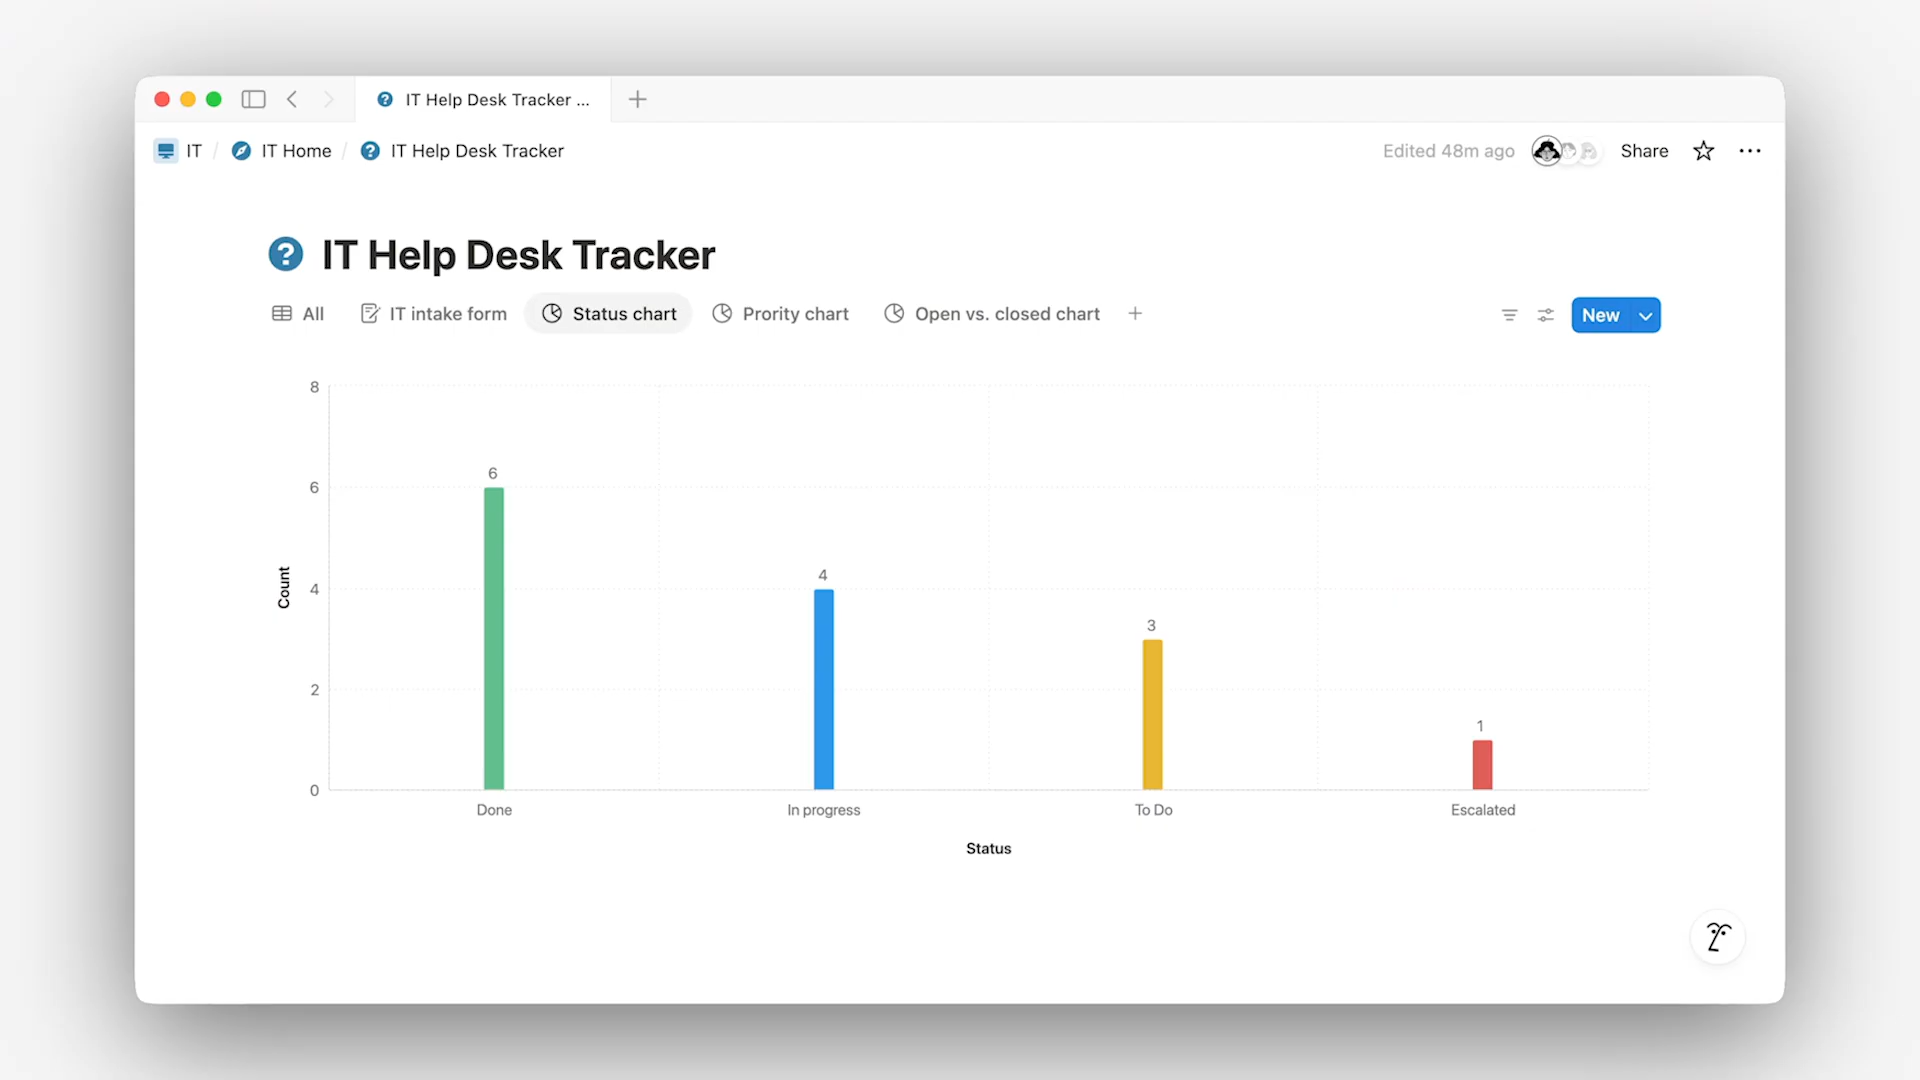 IT Help Desk Tracker ...
IT / IT Home / IT Help Desk Tracker
Edited 48m ago
Share
IT Help Desk Tracker
All
IT intake form
Status chart
Prority chart
Open vs. closed chart
New
8
6
4
2
0
Count
6
4
3
1
Done
In progress
To Do
Escalated
Status